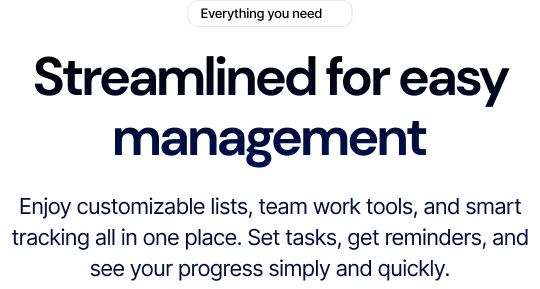 Everything you need
Streamlined for easy
management
Enjoy customizable lists, team work tools, and smart
tracking all in one place. Set tasks, get reminders, and
see your progress simply and quickly.